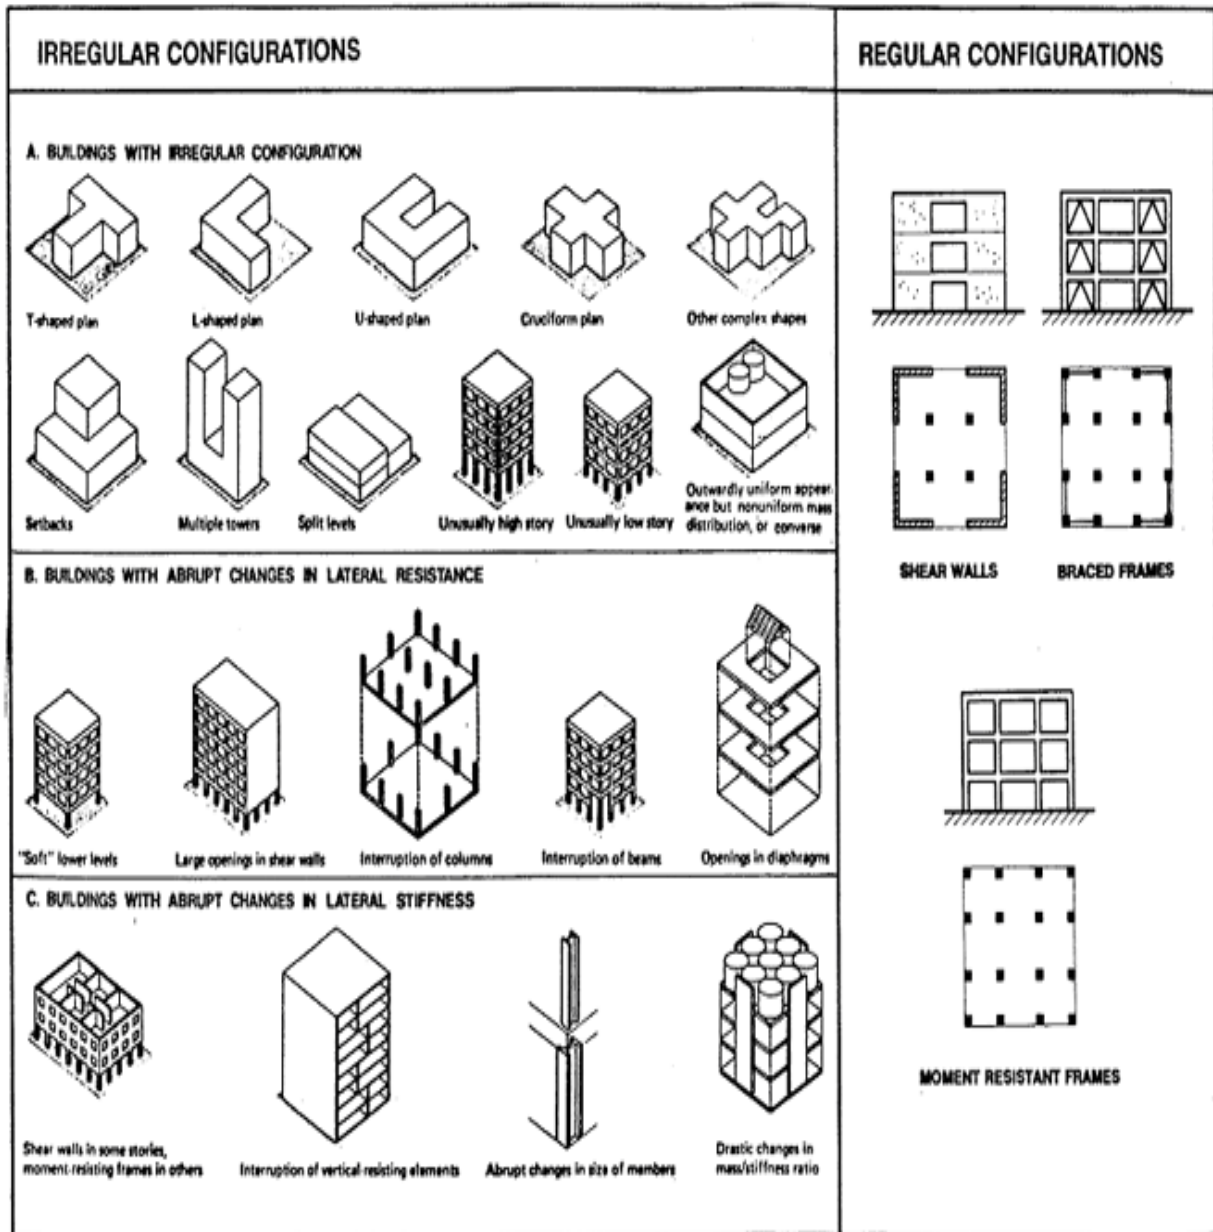 IRREGULAR CONFIGURATIONS
REGULAR CONFIGURATIONS
A. BUILDINGS WITH IRREGULAR CONFIGURATION
T-shaped plan
L-shaped plan
U-shaped plan
Cruciform plan
Other complex shapes
Setbacks
Multiple towers
Split levels
Unusually high story
Unusually low story
Outwardly uniform appear-
ance but nonuniform mass
distribution, or converse
B. BUILDINGS WITH ABRUPT CHANGES IN LATERAL RESISTANCE
"Soft" lower levels
Large openings in shear walls
Interruption of columns
Interruption of beams
Openings in diaphragms
C. BUILDINGS WITH ABRUPT CHANGES IN LATERAL STIFFNESS
Shear walls in some stories,
moment-resisting frames in others
Interruption of vertical-resisting elements
Abrupt changes in size of members
Drastic changes in
mass/stiffness ratio
SHEAR WALLS
BRACED FRAMES
MOMENT RESISTANT FRAMES